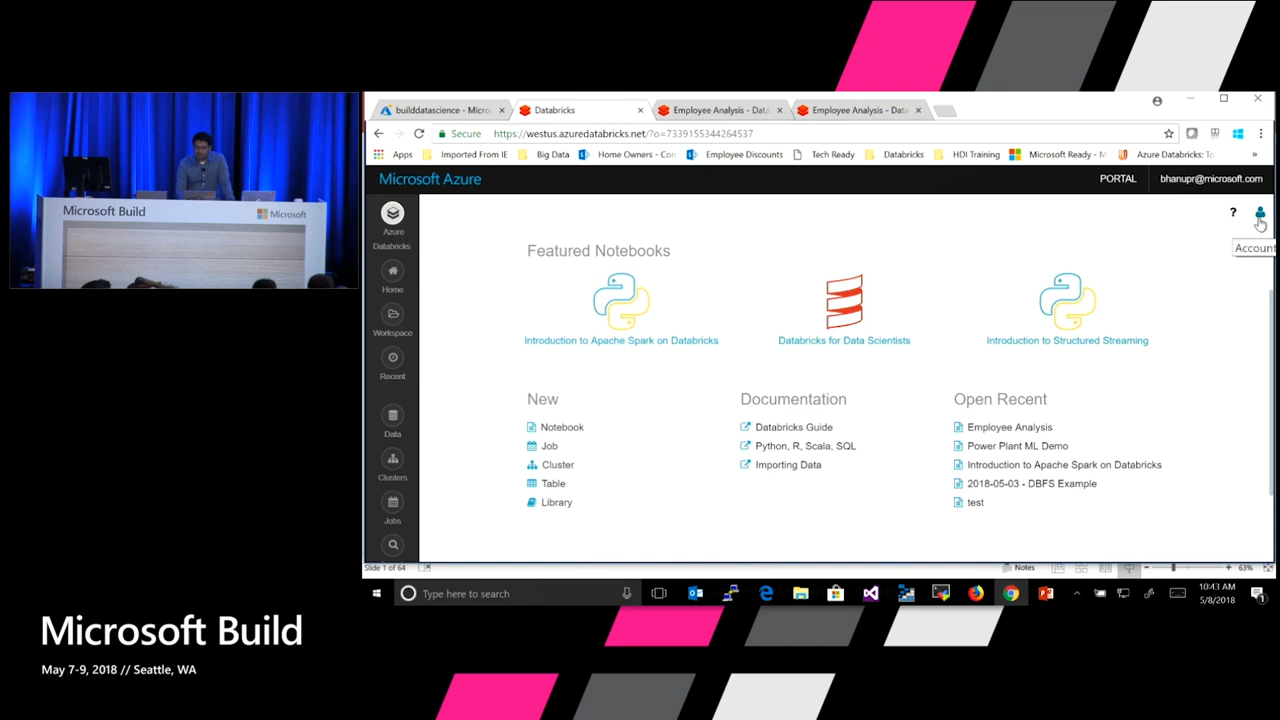 Microsoft Build
Microsoft
builddatascience - Micro
Databricks
Employee Analysis - Data
Employee Analysis - Data
Secure
https://westus.azuredatabricks.net/?o=7339155344264537
Apps
Imported From IE
Big Data
Home Owners - Con
Employee Discounts
Tech Ready
Databricks
HDI Training
Microsoft Ready - M
Azure Databricks: To
»
Microsoft Azure
PORTAL
bhanupr@microsoft.com
?
Account
Azure
Databricks
Home
Workspace
Recent
Data
Clusters
Jobs
Featured Notebooks
Introduction to Apache Spark on Databricks
Databricks for Data Scientists
Introduction to Structured Streaming
New
Notebook
Job
Cluster
Table
Library
Documentation
Databricks Guide
Python, R, Scala, SQL
Importing Data
Open Recent
Employee Analysis
Power Plant ML Demo
Introduction to Apache Spark on Databricks
2018-05-03 - DBFS Example
test
Slide 1 of 64
Notes
63%
Type here to search
10:43 AM
5/8/2018
Microsoft Build
May 7-9, 2018 // Seattle, WA